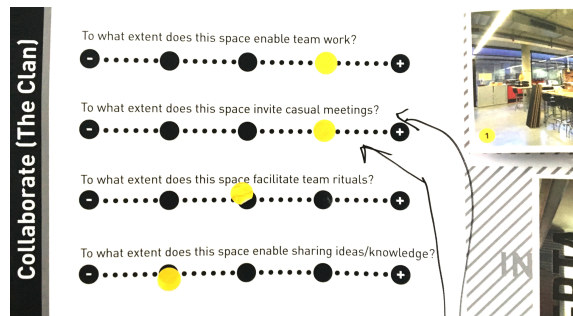 Collaborate (The Clan)
To what extent does this space enable team work?
- +
To what extent does this space invite casual meetings?
- +
To what extent does this space facilitate team rituals?
- +
To what extent does this space enable sharing ideas/knowledge?
- +
1
IN